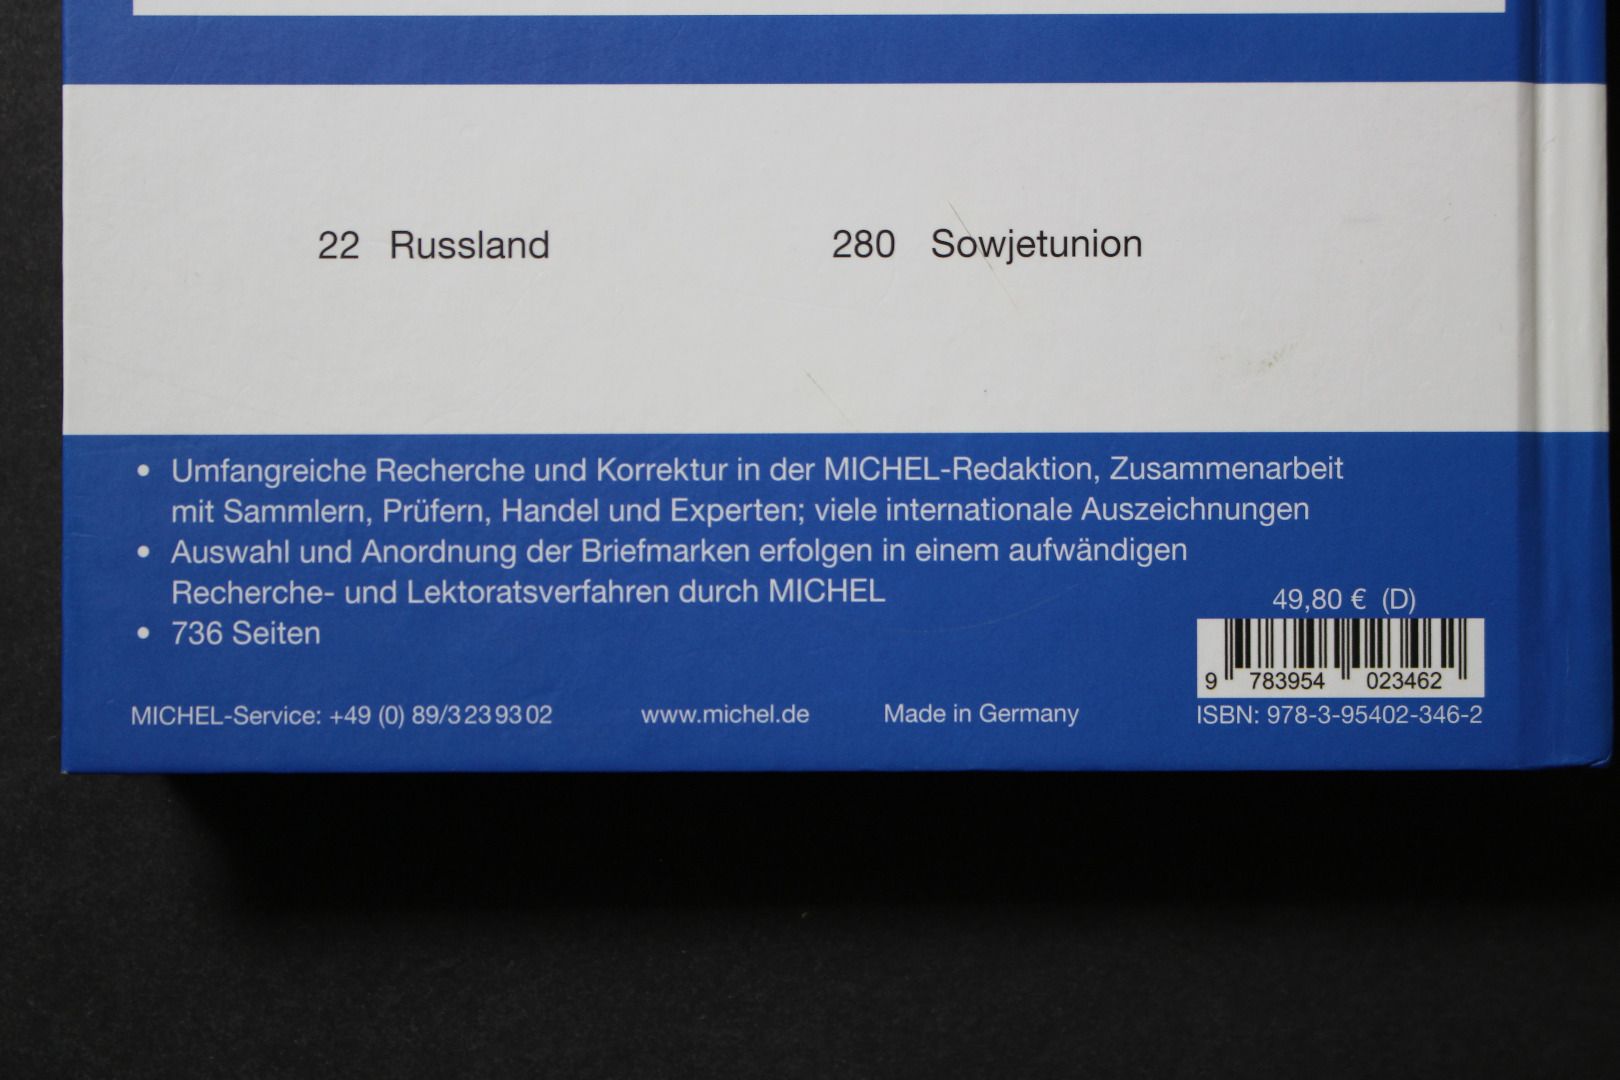 22 Russland
280 Sowjetunion
• Umfangreiche Recherche und Korrektur in der MICHEL-Redaktion, Zusammenarbeit
mit Sammlern, Prüfern, Handel und Experten; viele internationale Auszeichnungen
• Auswahl und Anordnung der Briefmarken erfolgen in einem aufwändigen
Recherche- und Lektoratsverfahren durch MICHEL
• 736 Seiten
49,80 € (D)
9 783954 023462
MICHEL-Service: +49 (0) 89/3 23 93 02
www.michel.de
Made in Germany
ISBN: 978-3-95402-346-2